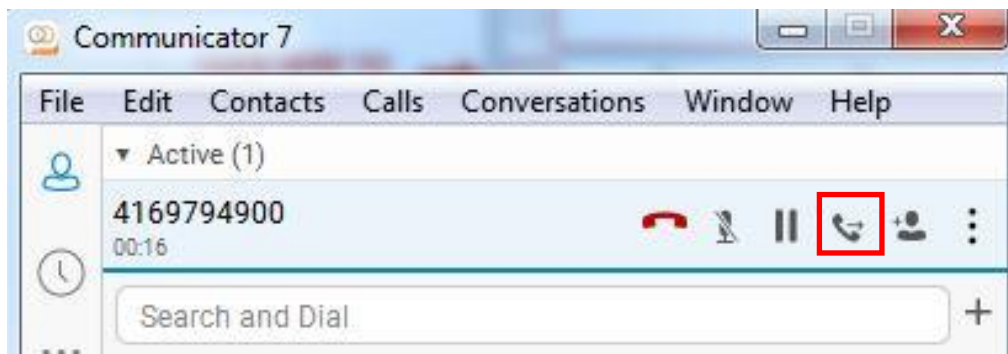 Communicator 7
File Edit Contacts Calls Conversations Window Help
Active (1)
4169794900
00:16
Search and Dial